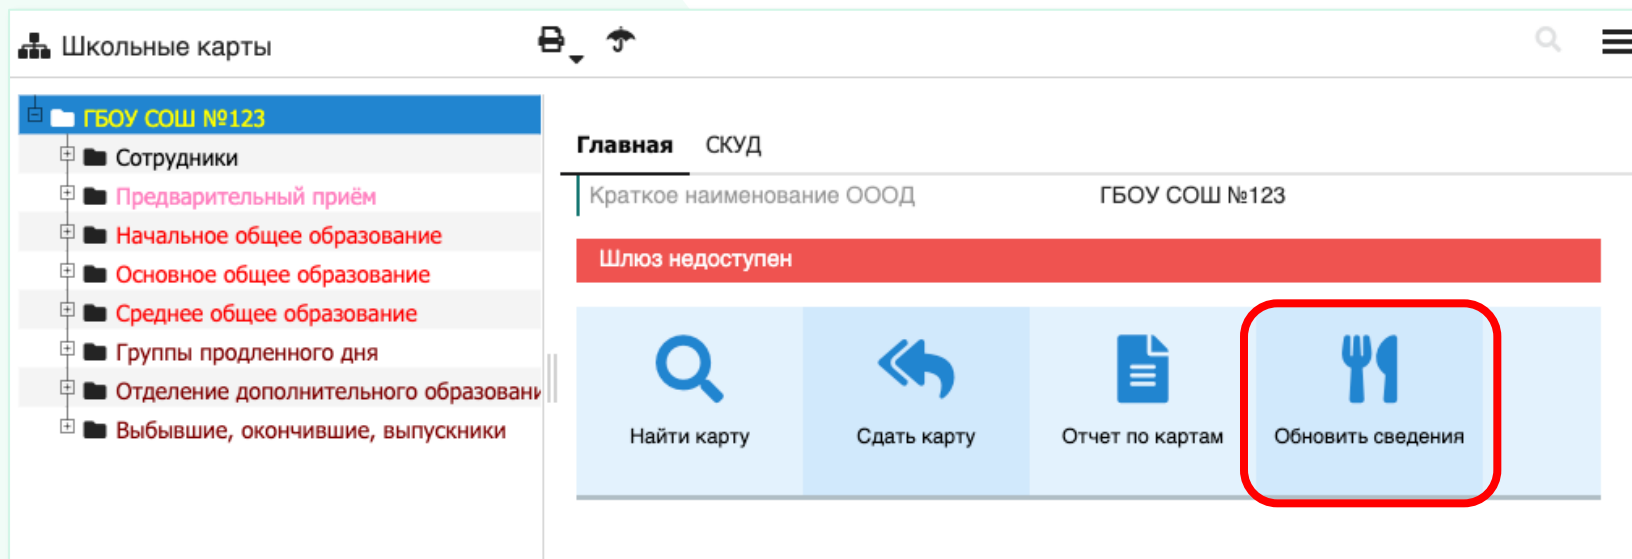 Школьные карты
ГБОУ СОШ №123
Сотрудники
Предварительный приём
Начальное общее образование
Основное общее образование
Среднее общее образование
Группы продленного дня
Отделение дополнительного образовани
Выбывшие, окончившие, выпускники
Главная СКУД
Краткое наименование ОООД ГБОУ СОШ №123
Шлюз недоступен
Найти карту Сдать карту Отчет по картам Обновить сведения